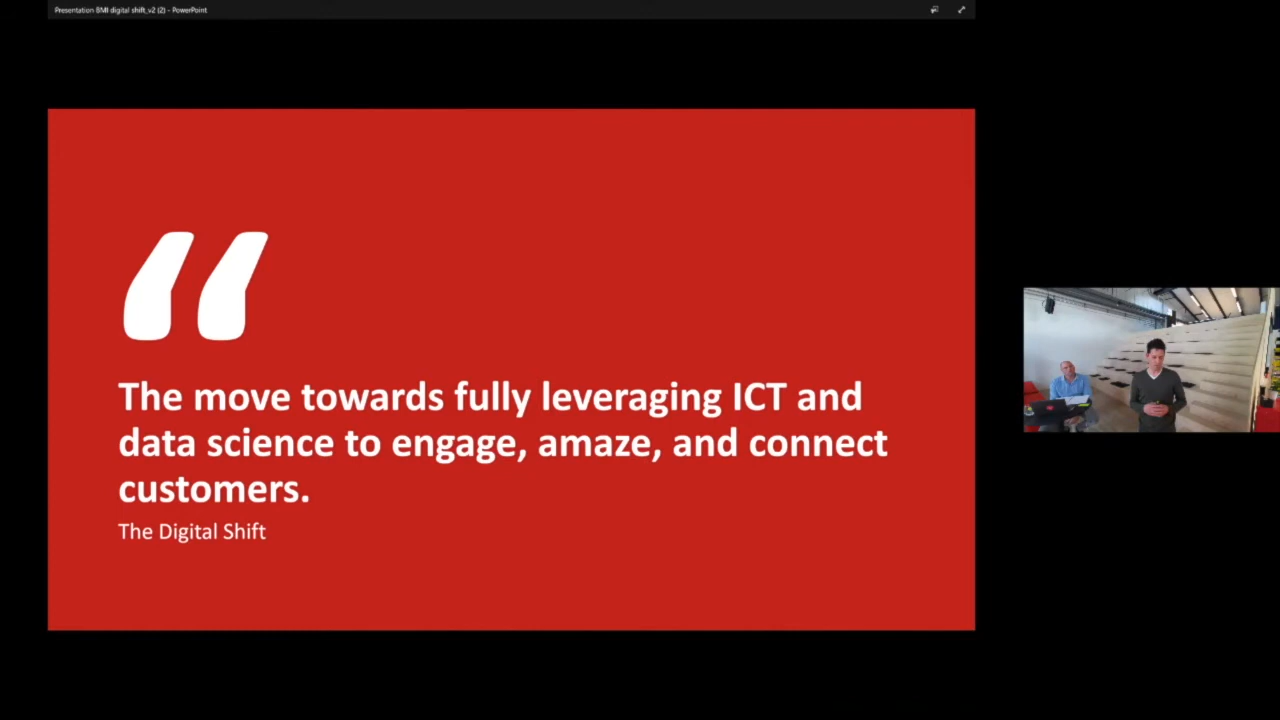 Presentation BMI digital shift_v2 (2) - PowerPoint
“
The move towards fully leveraging ICT and
data science to engage, amaze, and connect
customers.
The Digital Shift